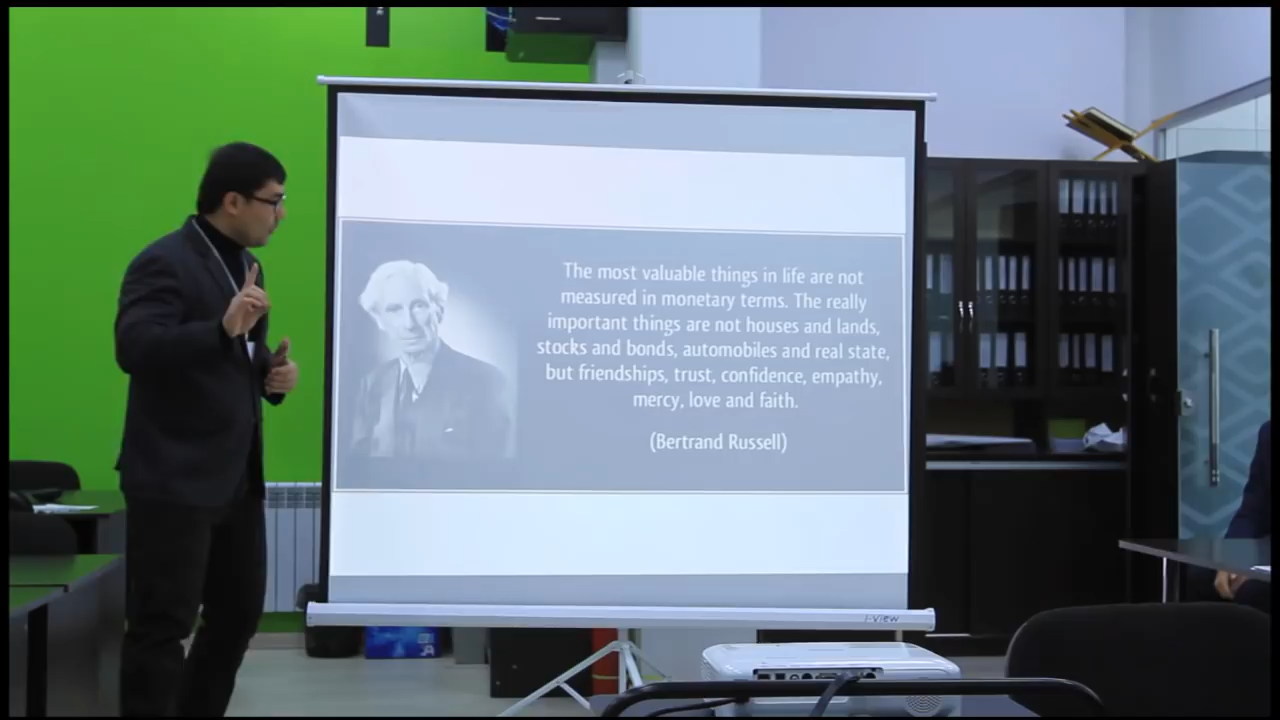 The most valuable things in life are not
measured in monetary terms. The really
important things are not houses and lands,
stocks and bonds, automobiles and real state,
but friendships, trust, confidence, empathy,
mercy, love and faith.
(Bertrand Russell)
i-View